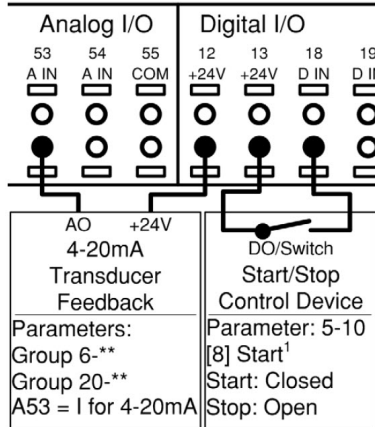 Analog I/O Digital I/O
53 54 55 12 13 18 19
A IN A IN COM +24V +24V D IN D I
AO +24V
4-20mA
Transducer
Feedback
Parameters:
Group 6-**
Group 20-**
A53 = I for 4-20mA
DO/Switch
Start/Stop
Control Device
Parameter: 5-10
[8] Start¹
Start: Closed
Stop: Open